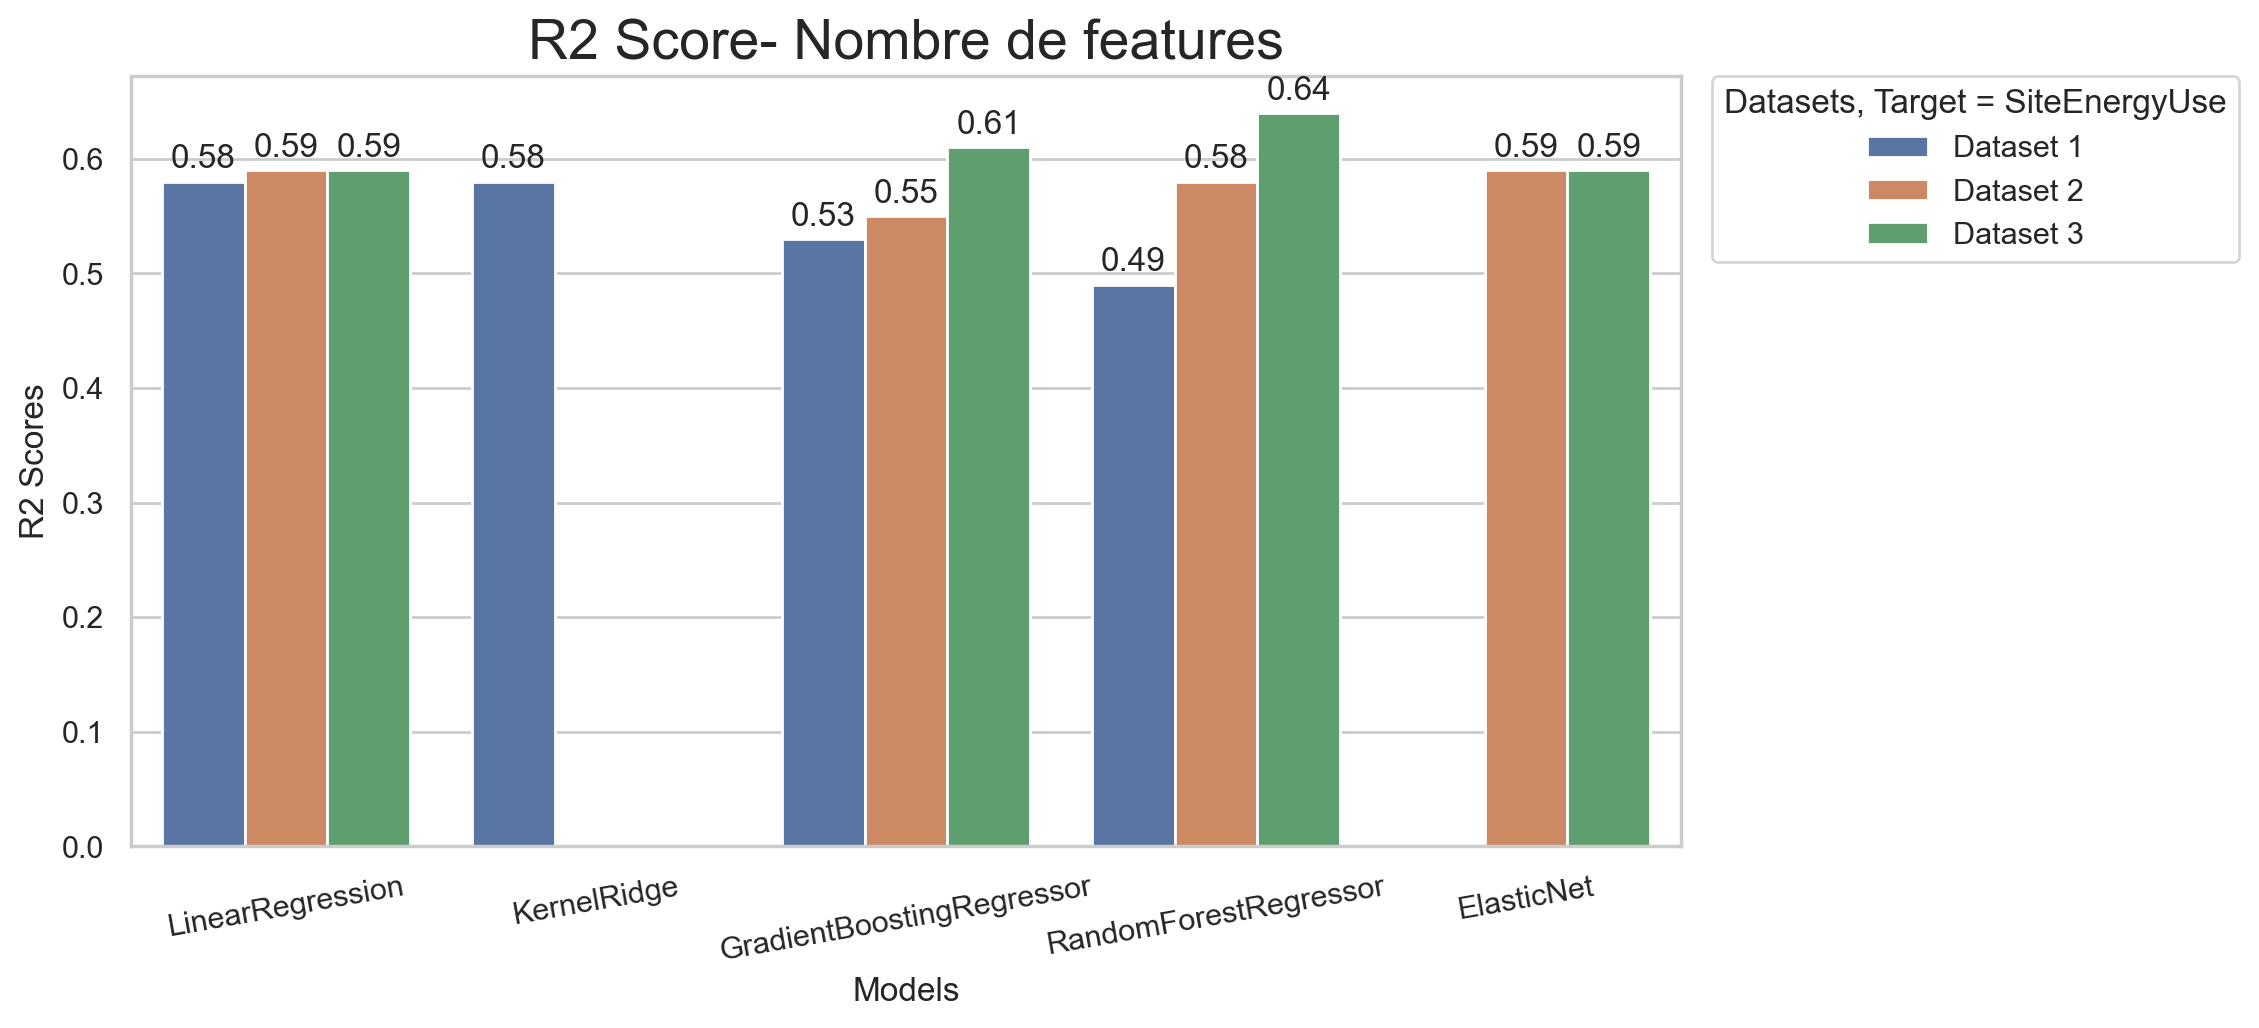 R2 Score- Nombre de features
Datasets, Target = SiteEnergyUse
Dataset 1
Dataset 2
Dataset 3
R2 Scores
0.6
0.5
0.4
0.3
0.2
0.1
0.0
0.58
0.59
0.59
0.58
0.53
0.55
0.61
0.49
0.58
0.64
0.59
0.59
LinearRegression
KernelRidge
GradientBoostingRegressor
RandomForestRegressor
ElasticNet
Models